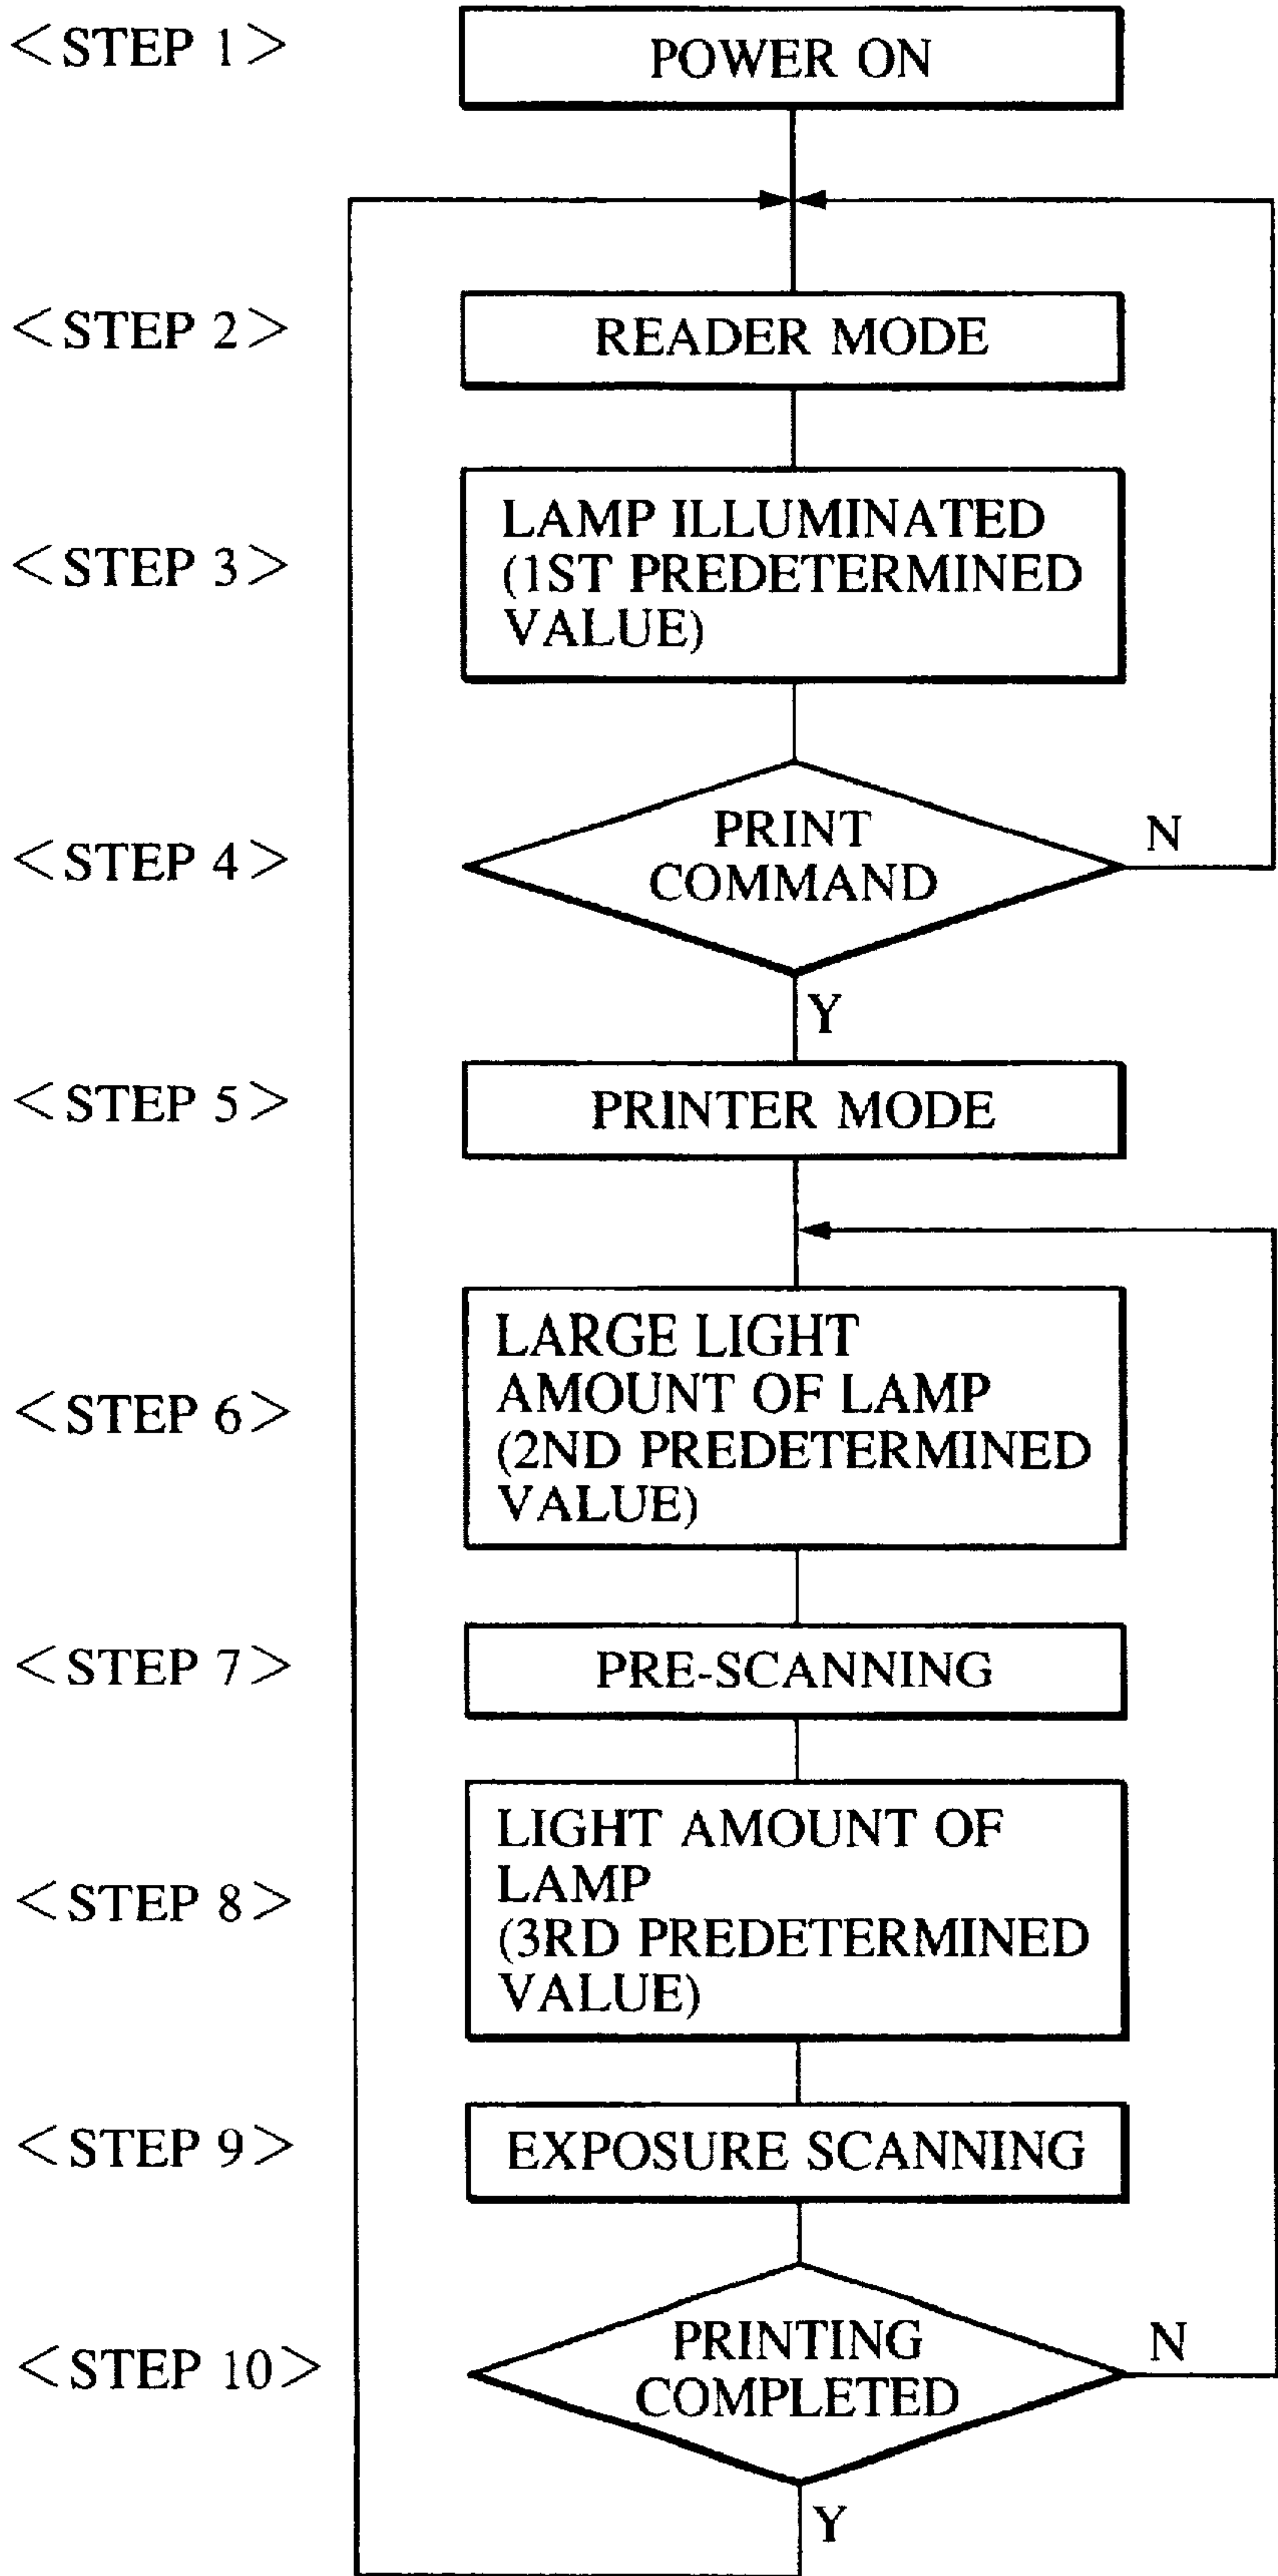 <STEP 1>
POWER ON
<STEP 2>
READER MODE
<STEP 3>
LAMP ILLUMINATED
(1ST PREDETERMINED
VALUE)
<STEP 4>
PRINT
COMMAND
N
Y
<STEP 5>
PRINTER MODE
<STEP 6>
LARGE LIGHT
AMOUNT OF LAMP
(2ND PREDETERMINED
VALUE)
<STEP 7>
PRE-SCANNING
<STEP 8>
LIGHT AMOUNT OF
LAMP
(3RD PREDETERMINED
VALUE)
<STEP 9>
EXPOSURE SCANNING
<STEP 10>
PRINTING
COMPLETED
N
Y